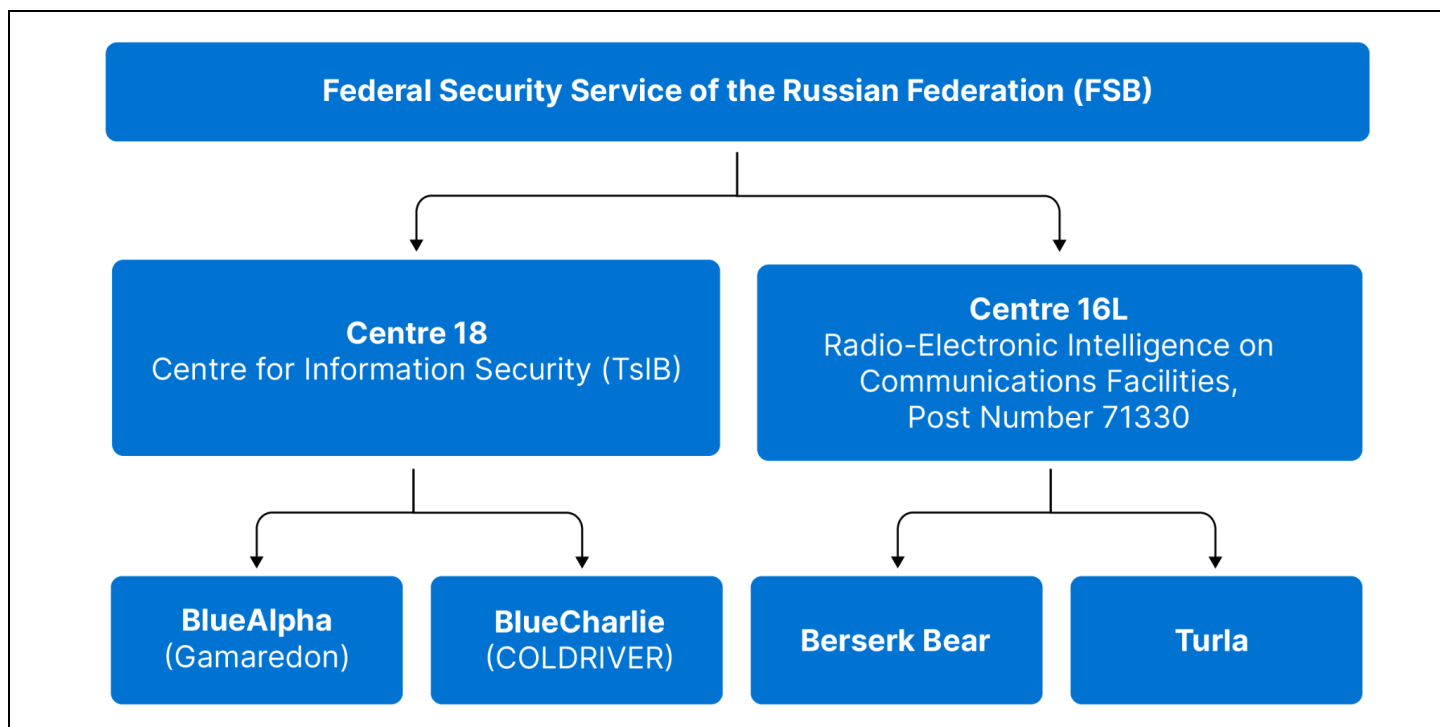 Federal Security Service of the Russian Federation (FSB)
Centre 18
Centre for Information Security (TsIB)
Centre 16L
Radio-Electronic Intelligence on
Communications Facilities,
Post Number 71330
BlueAlpha
(Gamaredon)
BlueCharlie
(COLDRIVER)
Berserk Bear
Turla